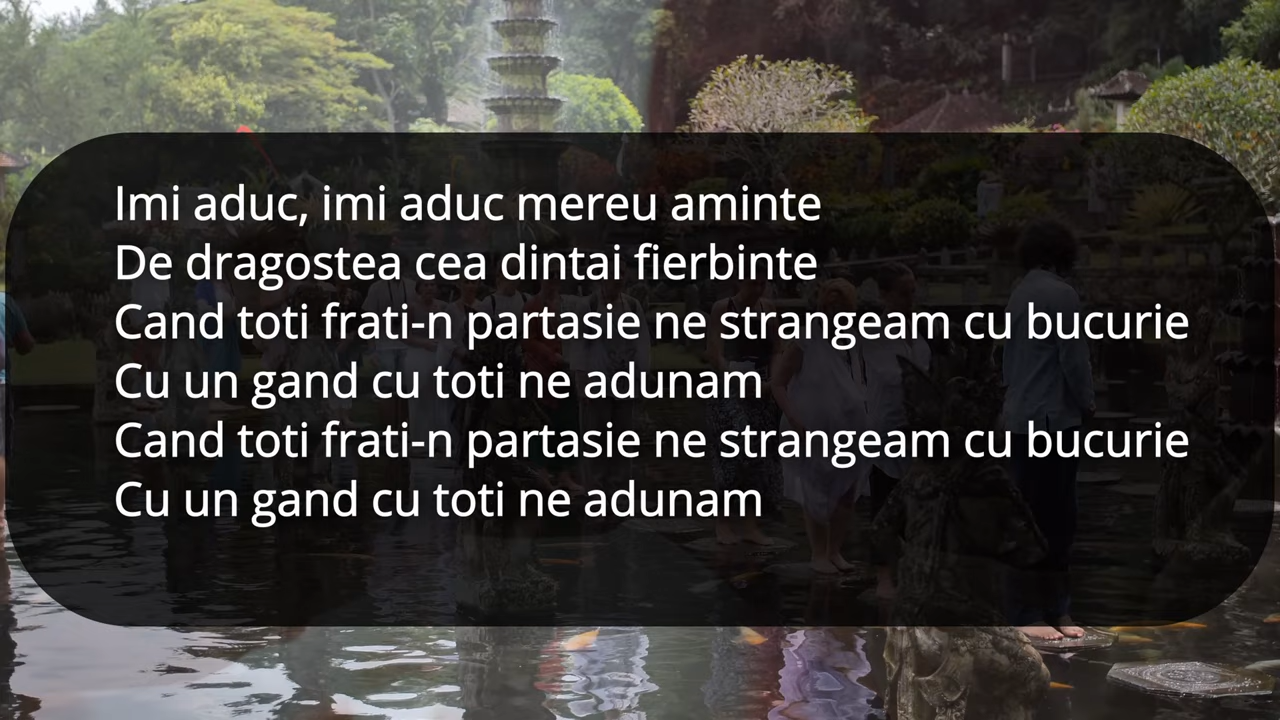 Imi aduc, imi aduc mereu aminte
De dragostea cea dintai fierbinte
Cand toti frati-n partasie ne strangeam cu bucurie
Cu un gand cu toti ne adunam
Cand toti frati-n partasie ne strangeam cu bucurie
Cu un gand cu toti ne adunam